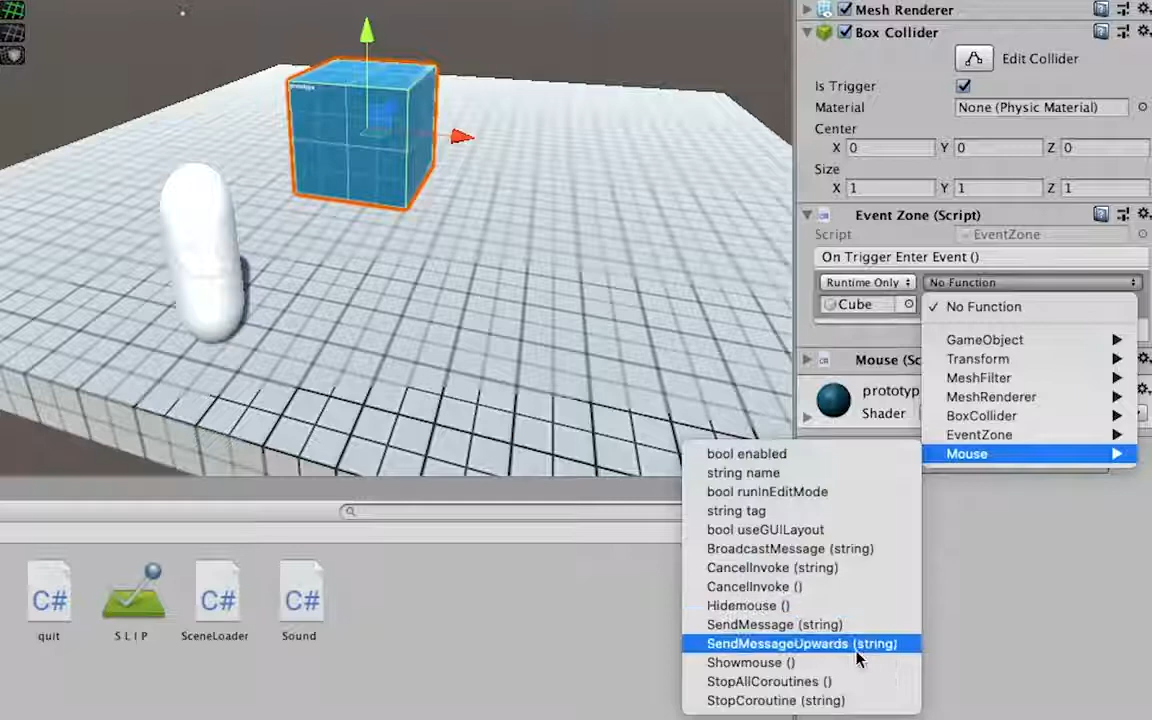 Mesh Renderer
Box Collider
Edit Collider
Is Trigger
Material None (Physic Material)
Center
X 0 Y 0 Z 0
Size
X 1 Y 1 Z 1
Event Zone (Script)
Script EventZone
On Trigger Enter Event ()
Runtime Only No Function
Cube
✓ No Function
GameObject
Transform
MeshFilter
MeshRenderer
BoxCollider
EventZone
Mouse
Mouse (Sc
prototyp
Shader
prototype
bool enabled
string name
bool runInEditMode
string tag
bool useGUILayout
BroadcastMessage (string)
CancelInvoke (string)
CancelInvoke ()
Hidemouse ()
SendMessage (string)
SendMessageUpwards (string)
Showmouse ()
StopAllCoroutines ()
StopCoroutine (string)
C# C# C#
quit S L I P SceneLoader Sound